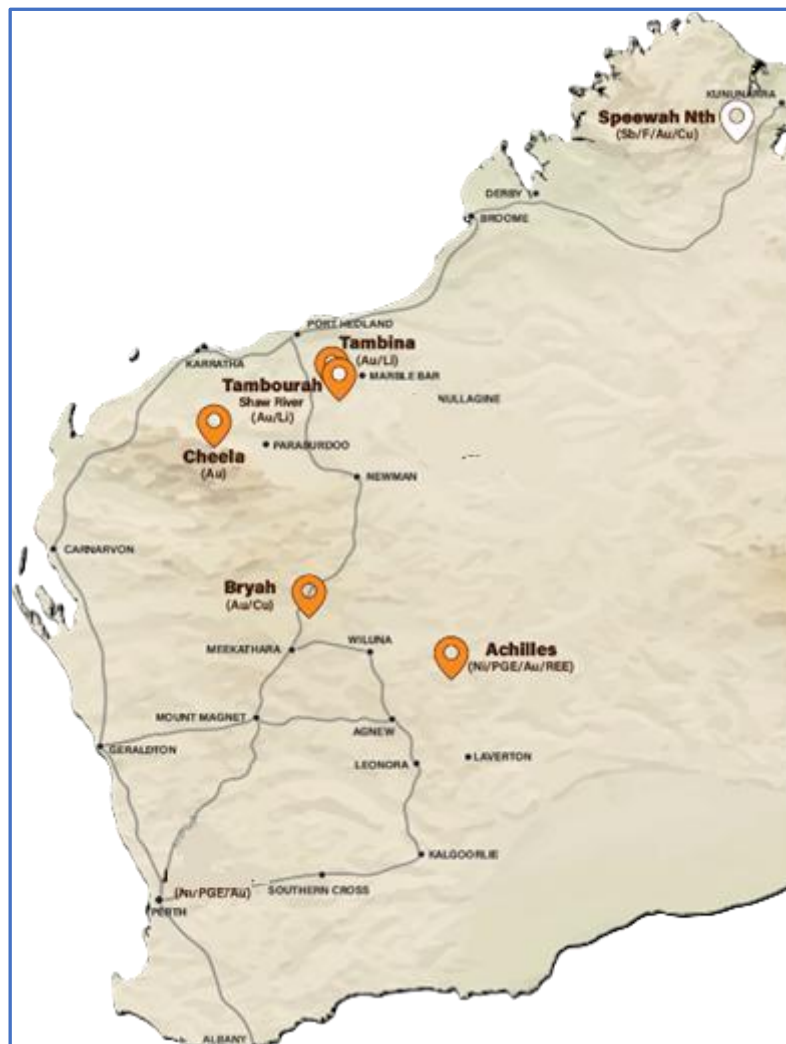 KUNUNARRA
Speewah Nth
(Sb/F/Au/Cu)
DERBY
BROOME
PORT HEDLAND
Tambina
(Au/Li)
KARRATHA
MARBLE BAR
Tambourah
Shaw River
(Au/Li)
NULLAGINE
Cheela
(Au)
PARABURDOO
NEWMAN
CARNARVON
Bryah
(Au/Cu)
MEEKATHARA
WILUNA
Achilles
(Ni/PGE/Au/REE)
MOUNT MAGNET
AGNEW
GERALDTON
LEONORA
LAVERTON
KALGOORLIE
(Ni/PGE/Au)
SOUTHERN CROSS
PERTH
ALBANY